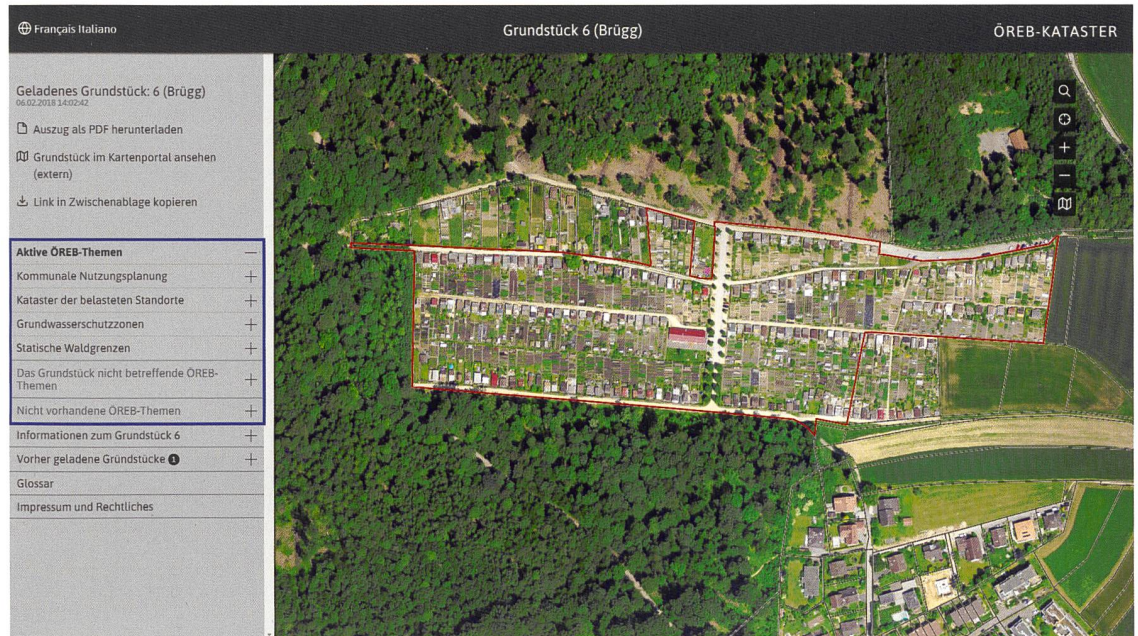 Français Italiano
Grundstück 6 (Brügg)
ÖREB-KATASTER
Geladenes Grundstück: 6 (Brügg)
06.02.2018 14:02:42
Auszug als PDF herunterladen
Grundstück im Kartenportal ansehen
(extern)
Link in Zwischenablage kopieren
Aktive ÖREB-Themen
Kommunale Nutzungsplanung
Kataster der belasteten Standorte
Grundwasserschutzzonen
Statische Waldgrenzen
Das Grundstück nicht betreffende ÖREB-
Themen
Nicht vorhandene ÖREB-Themen
Informationen zum Grundstück 6
Vorher geladene Grundstücke 1
Glossar
Impressum und Rechtliches